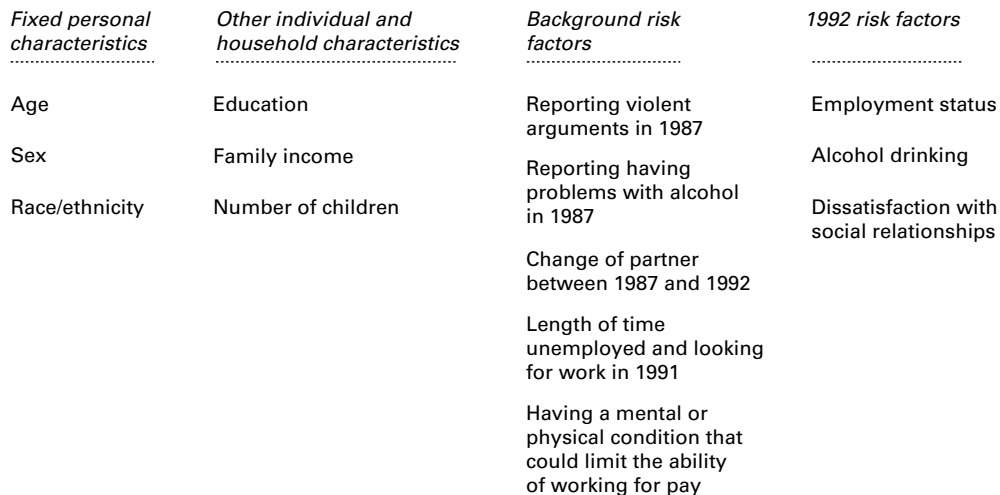 Fixed personal
characteristics
Age
Sex
Race/ethnicity
Other individual and
household characteristics
Education
Family income
Number of children
Background risk
factors
Reporting violent
arguments in 1987
Reporting having
problems with alcohol
in 1987
Change of partner
between 1987 and 1992
Length of time
unemployed and looking
for work in 1991
Having a mental or
physical condition that
could limit the ability
of working for pay
1992 risk factors
Employment status
Alcohol drinking
Dissatisfaction with
social relationships